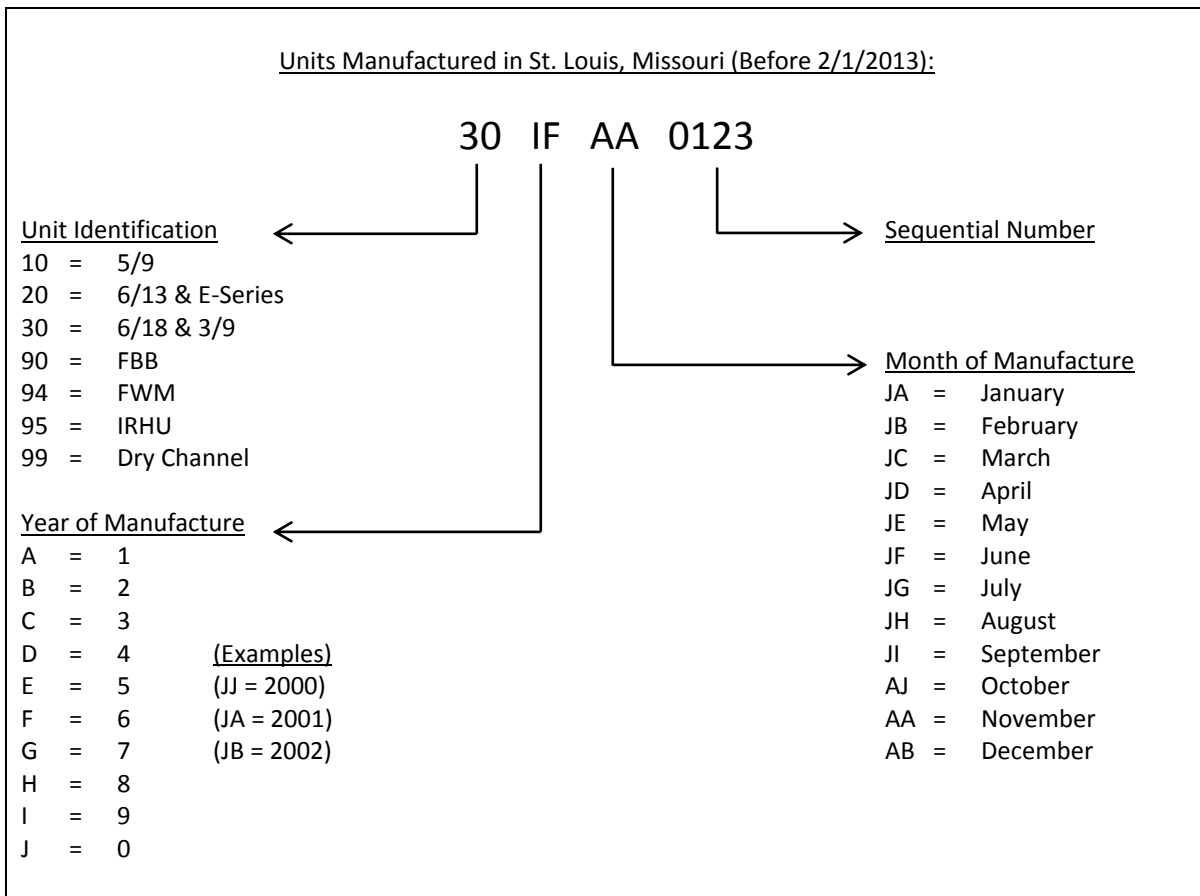 Units Manufactured in St. Louis, Missouri (Before 2/1/2013):
30 IF AA 0123
Unit Identification
10 = 5/9
20 = 6/13 & E-Series
30 = 6/18 & 3/9
90 = FBB
94 = FWM
95 = IRHU
99 = Dry Channel
Year of Manufacture
A = 1
B = 2
C = 3
D = 4 (Examples)
E = 5 (JJ = 2000)
F = 6 (JA = 2001)
G = 7 (JB = 2002)
H = 8
I = 9
J = 0
Sequential Number
Month of Manufacture
JA = January
JB = February
JC = March
JD = April
JE = May
JF = June
JG = July
JH = August
JI = September
AJ = October
AA = November
AB = December